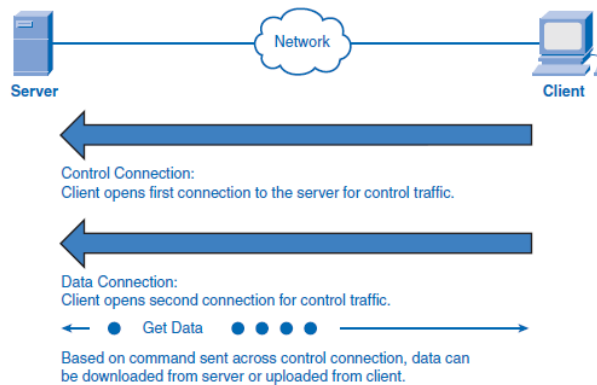 Network
Server
Client
Control Connection:
Client opens first connection to the server for control traffic.
Data Connection:
Client opens second connection for control traffic.
Get Data
Based on command sent across control connection, data can
be downloaded from server or uploaded from client.